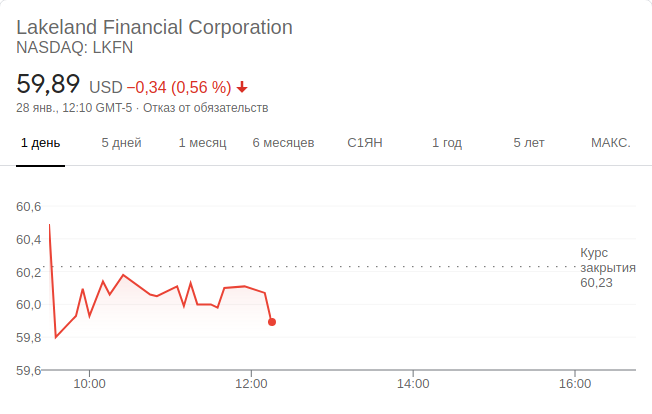 Lakeland Financial Corporation
NASDAQ: LKFN
59,89 USD −0,34 (0,56 %)
28 янв., 12:10 GMT-5 · Отказ от обязательств
1 день 5 дней 1 месяц 6 месяцев С1ЯН 1 год 5 лет МАКС.
60,6
60,4
60,2
60,0
59,8
59,6
Курс
закрытия
60,23
10:00 12:00 14:00 16:00